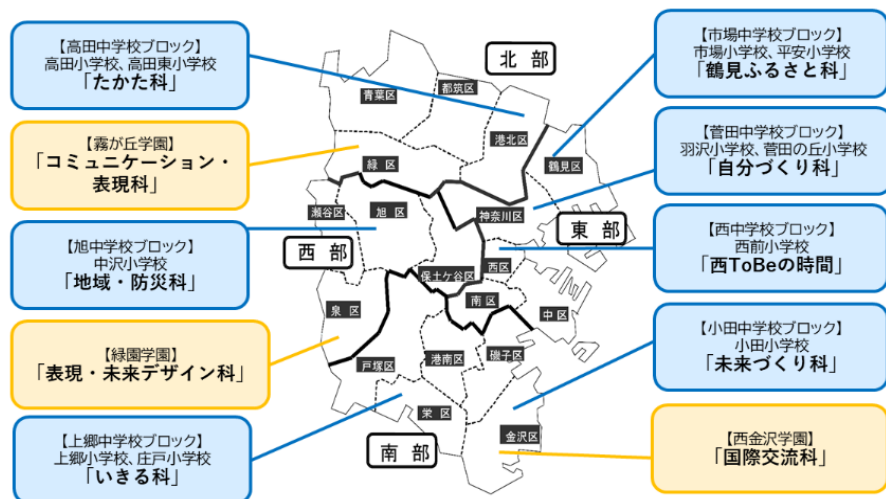 【高田中学校ブロック】
高田小学校、高田東小学校
「たかた科」
【霧が丘学園】
「コミュニケーション・
表現科」
【旭中学校ブロック】
中沢小学校
「地域・防災科」
【緑園学園】
「表現・未来デザイン科」
【上郷中学校ブロック】
上郷小学校、庄戸小学校
「いきる科」
北部
青葉区
都筑区
港北区
緑区
鶴見区
瀬谷区
旭区
神奈川区
東部
西部
保土ケ谷区
西区
泉区
南区
中区
戸塚区
港南区
磯子区
栄区
金沢区
南部
【市場中学校ブロック】
市場小学校、平安小学校
「鶴見ふるさと科」
【菅田中学校ブロック】
羽沢小学校、菅田の丘小学校
「自分づくり科」
【西中学校ブロック】
西前小学校
「西ToBeの時間」
【小田中学校ブロック】
小田小学校
「未来づくり科」
【西金沢学園】
「国際交流科」